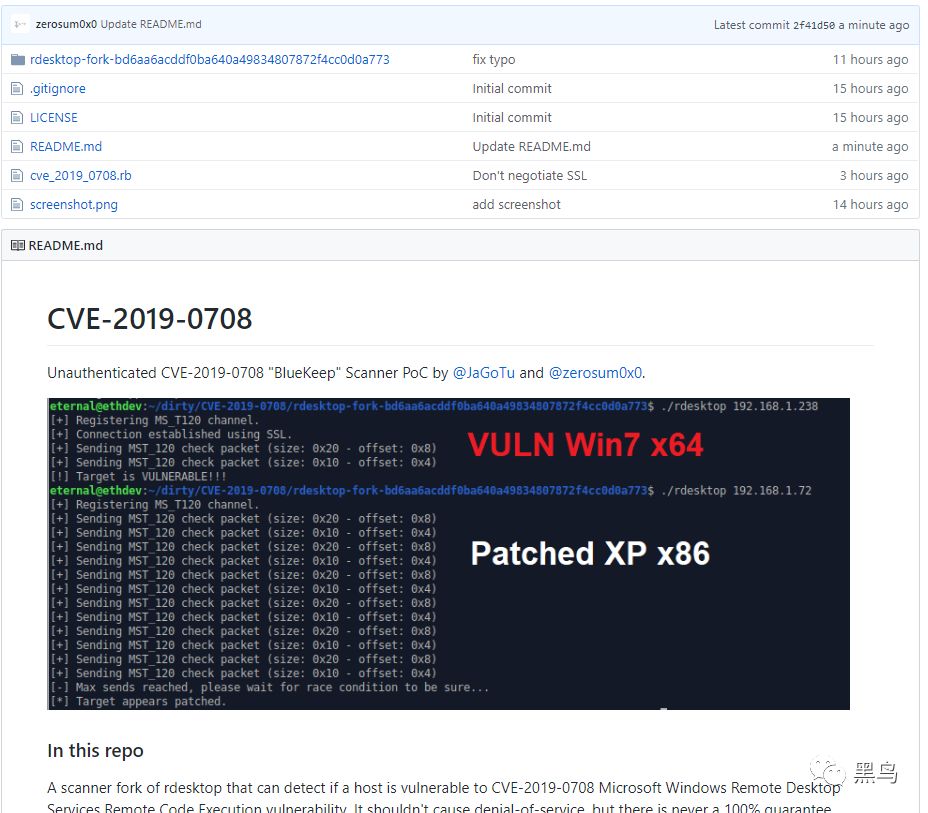 zerosum0x0 Update README.md
Latest commit 2f41d50 a minute ago
rdesktop-fork-bd6aa6acddf0ba640a49834807872f4cc0d0a773 fix typo 11 hours ago
.gitignore Initial commit 15 hours ago
LICENSE Initial commit 15 hours ago
README.md Update README.md a minute ago
cve_2019_0708.rb Don't negotiate SSL 3 hours ago
screenshot.png add screenshot 14 hours ago
README.md
CVE-2019-0708
Unauthenticated CVE-2019-0708 "BlueKeep" Scanner PoC by @JaGoTu and @zerosum0x0.
eternal@ethdev:~/dirty/CVE-2019-0708/rdesktop-fork-bd6aa6acddf0ba640a49834807872f4cc0d0a773$ ./rdesktop 192.168.1.238
[+] Registering MS_T120 channel.
[+] Connection established using SSL.
[+] Sending MST_120 check packet (size: 0x20 - offset: 0x8)
[+] Sending MST_120 check packet (size: 0x10 - offset: 0x4)
[!] Target is VULNERABLE!!!
VULN Win7 x64
eternal@ethdev:~/dirty/CVE-2019-0708/rdesktop-fork-bd6aa6acddf0ba640a49834807872f4cc0d0a773$ ./rdesktop 192.168.1.72
[+] Registering MS_T120 channel.
[+] Sending MST_120 check packet (size: 0x20 - offset: 0x8)
[+] Sending MST_120 check packet (size: 0x10 - offset: 0x4)
[+] Sending MST_120 check packet (size: 0x20 - offset: 0x8)
[+] Sending MST_120 check packet (size: 0x10 - offset: 0x4)
[+] Sending MST_120 check packet (size: 0x20 - offset: 0x8)
[+] Sending MST_120 check packet (size: 0x10 - offset: 0x4)
[+] Sending MST_120 check packet (size: 0x20 - offset: 0x8)
[+] Sending MST_120 check packet (size: 0x10 - offset: 0x4)
[+] Sending MST_120 check packet (size: 0x20 - offset: 0x8)
[+] Sending MST_120 check packet (size: 0x10 - offset: 0x4)
[+] Sending MST_120 check packet (size: 0x20 - offset: 0x8)
[+] Sending MST_120 check packet (size: 0x10 - offset: 0x4)
[-] Max sends reached, please wait for race condition to be sure...
[*] Target appears patched.
Patched XP x86
In this repo
A scanner fork of rdesktop that can detect if a host is vulnerable to CVE-2019-0708 Microsoft Windows Remote Desktop
Services Remote Code Execution vulnerability. It shouldn't cause denial-of-service, but there is never a 100% guarantee
黑鸟